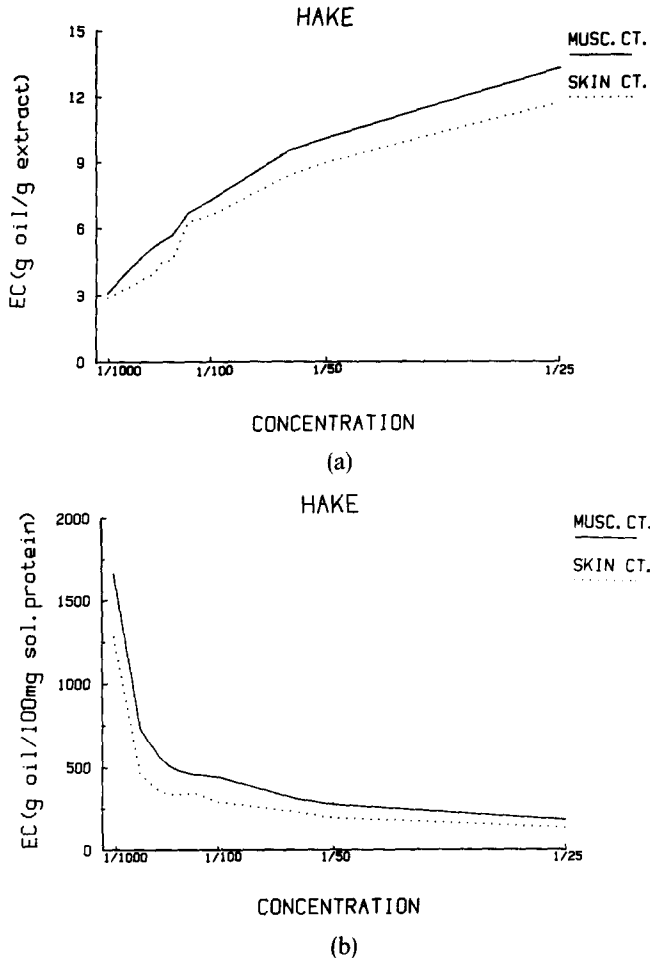 HAKE
EC(g oil/g extract)
15
12
9
6
3
0
1/1000 1/100 1/50 1/25
CONCENTRATION
MUSC. CT.
SKIN CT.
(a)
HAKE
EC(g oil/100mg sol.protein)
2000
1500
1000
500
0
1/1000 1/100 1/50 1/25
CONCENTRATION
MUSC. CT.
SKIN CT.
(b)